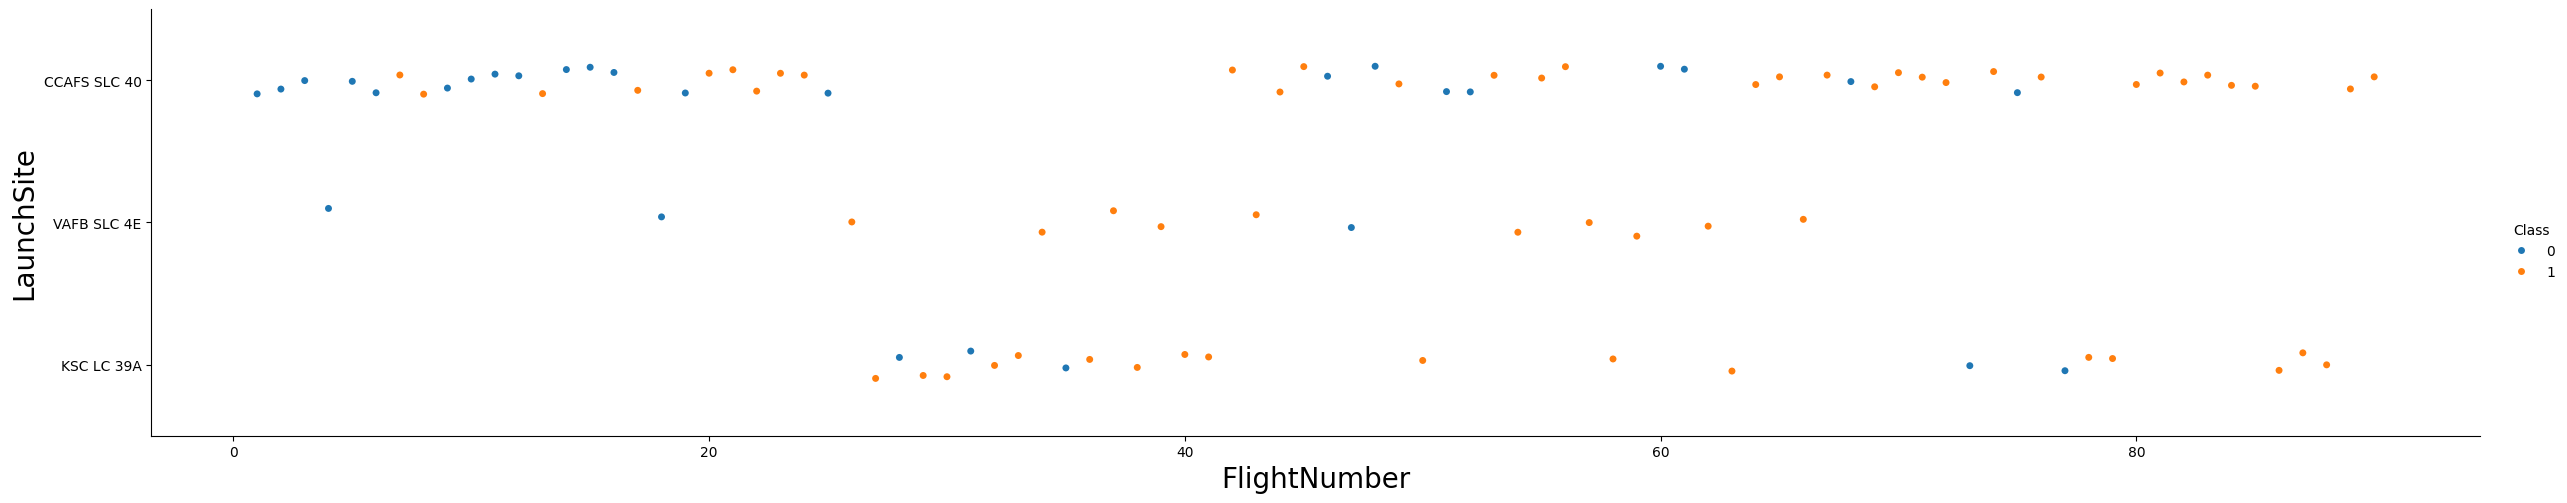 LaunchSite
CCAFS SLC 40
VAFB SLC 4E
KSC LC 39A
0
20
40
60
80
FlightNumber
Class
0
1